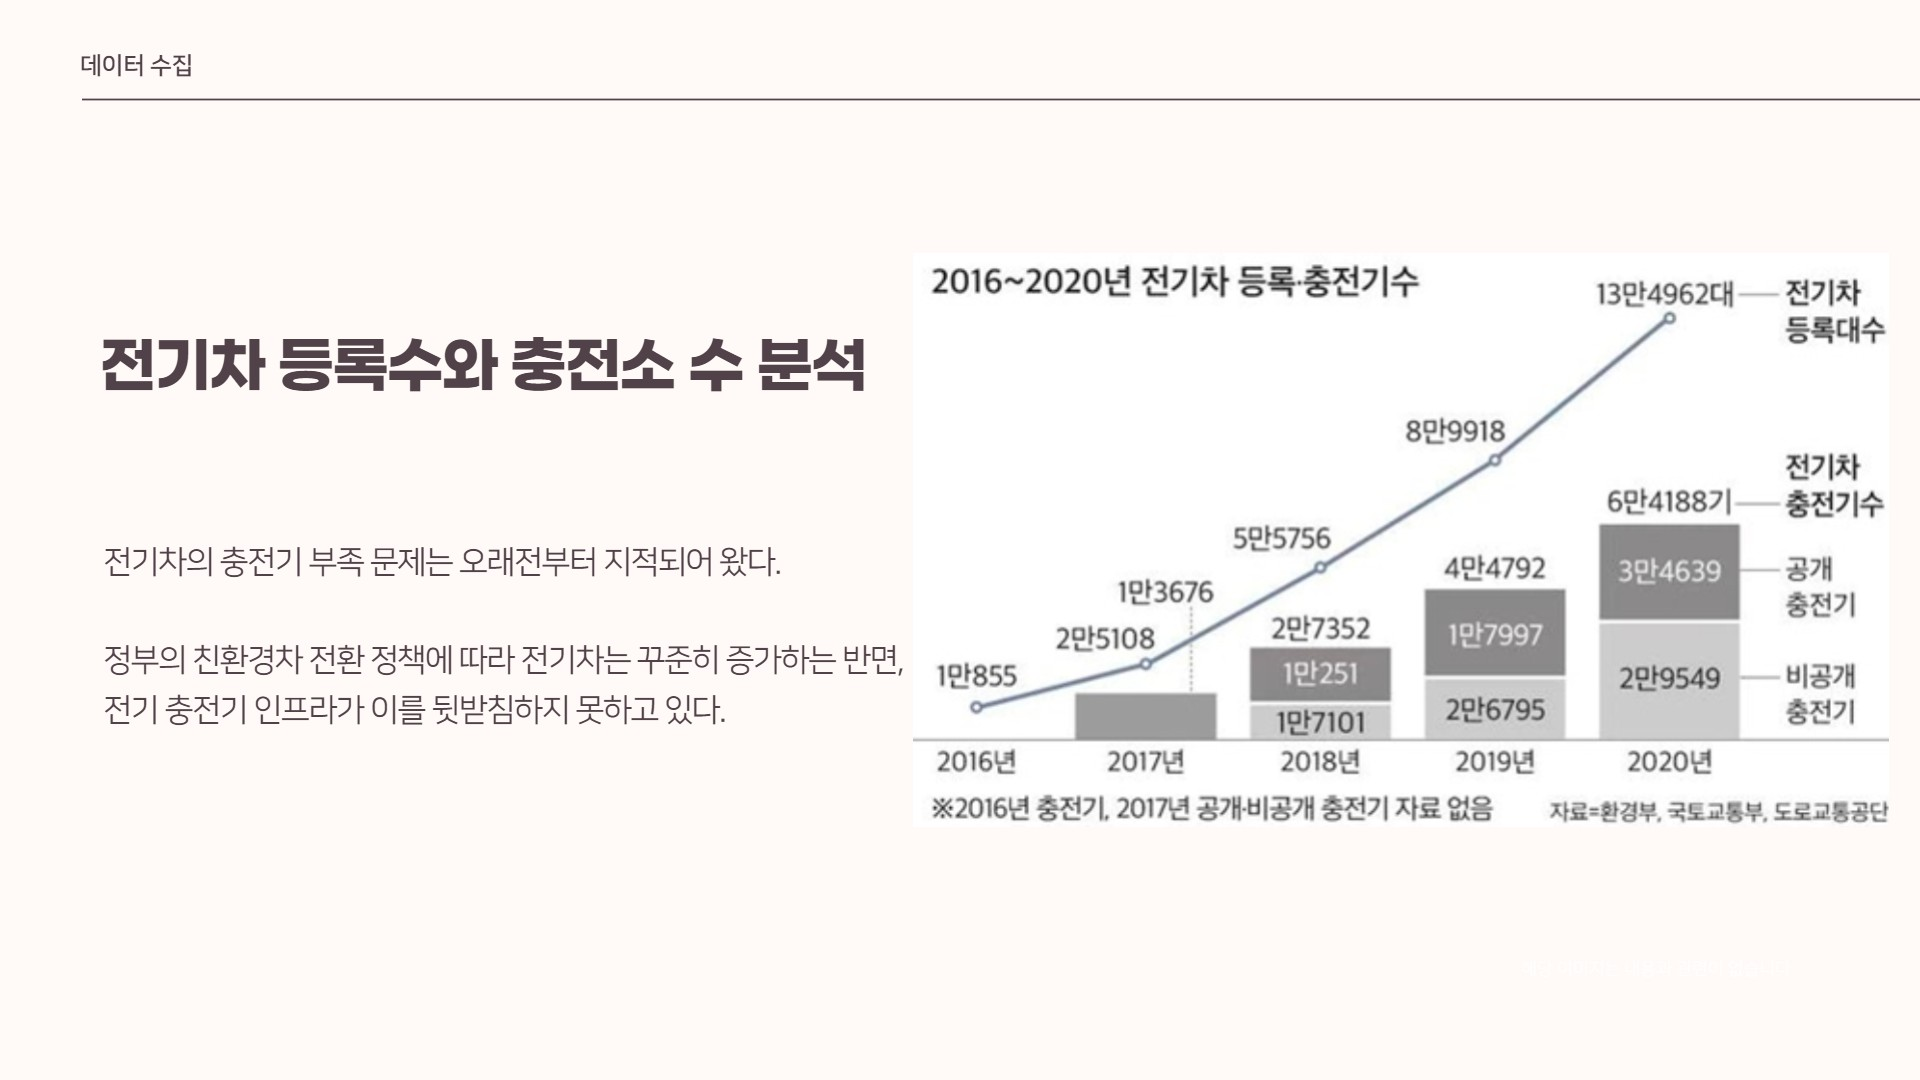 데이터 수집
전기차 등록수와 충전소 수 분석
전기차의 충전기 부족 문제는 오래전부터 지적되어 왔다.
정부의 친환경차 전환 정책에 따라 전기차는 꾸준히 증가하는 반면,
전기 충전기 인프라가 이를 뒷받침하지 못하고 있다.
2016~2020년 전기차 등록·충전기수
13만4962대
전기차
등록대수
8만9918
전기차
충전기수
6만4188기
5만5756
4만4792
3만4639
공개
충전기
1만3676
2만5108
2만7352
1만7997
1만855
1만251
2만9549
비공개
충전기
1만7101
2만6795
2016년
2017년
2018년
2019년
2020년
※2016년 충전기, 2017년 공개·비공개 충전기 자료 없음
자료=환경부, 국토교통부, 도로교통공단